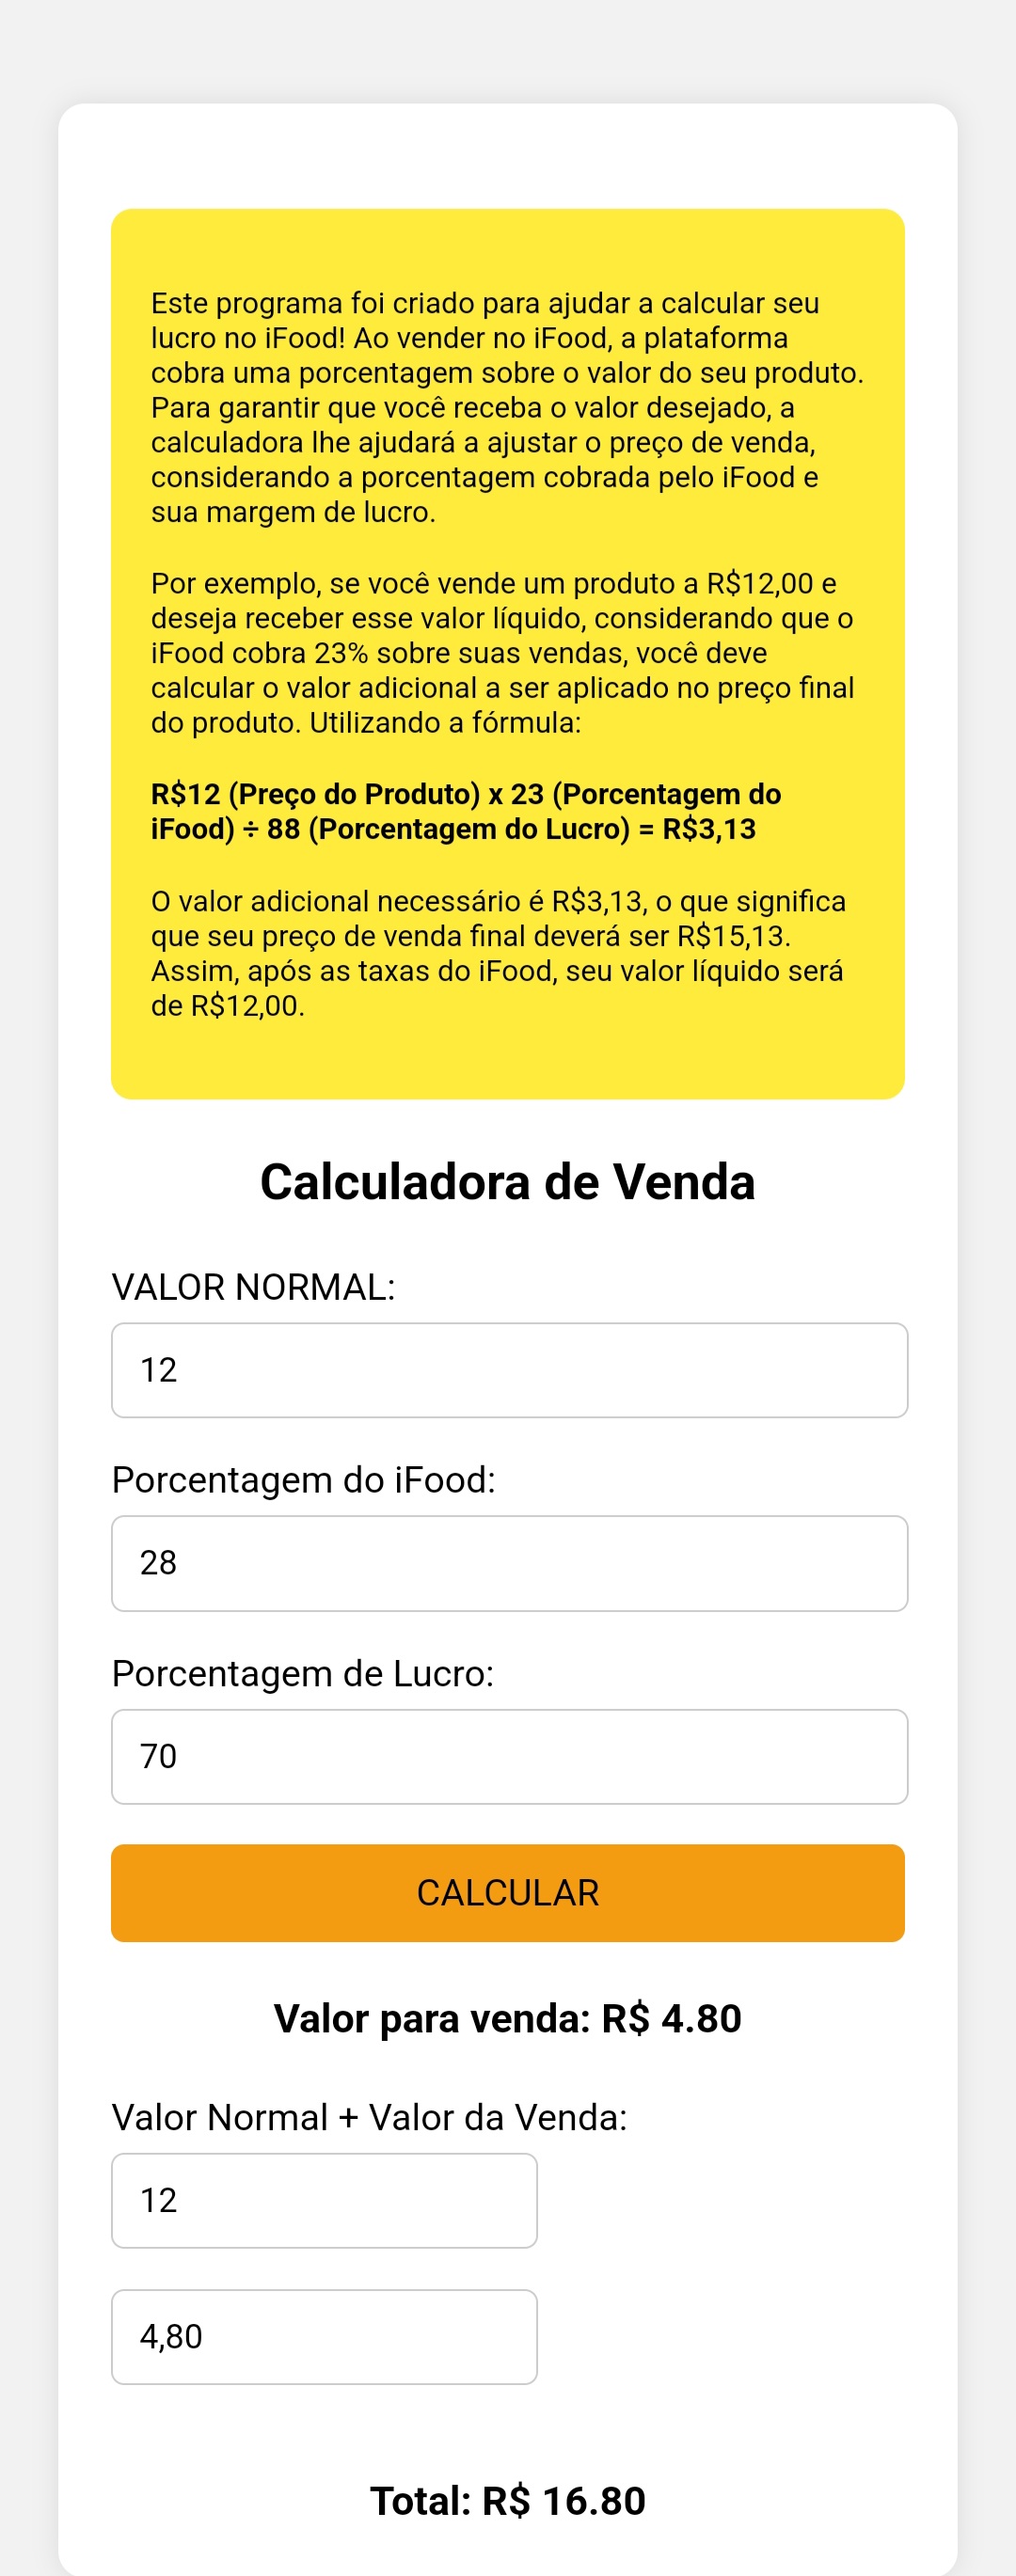 Este programa foi criado para ajudar a calcular seu
lucro no iFood! Ao vender no iFood, a plataforma
cobra uma porcentagem sobre o valor do seu produto.
Para garantir que você receba o valor desejado, a
calculadora lhe ajudará a ajustar o preço de venda,
considerando a porcentagem cobrada pelo iFood e
sua margem de lucro.
Por exemplo, se você vende um produto a R$12,00 e
deseja receber esse valor líquido, considerando que o
iFood cobra 23% sobre suas vendas, você deve
calcular o valor adicional a ser aplicado no preço final
do produto. Utilizando a fórmula:
R$12 (Preço do Produto) x 23 (Porcentagem do
iFood) ÷ 88 (Porcentagem do Lucro) = R$3,13
O valor adicional necessário é R$3,13, o que significa
que seu preço de venda final deverá ser R$15,13.
Assim, após as taxas do iFood, seu valor líquido será
de R$12,00.
Calculadora de Venda
VALOR NORMAL:
12
Porcentagem do iFood:
28
Porcentagem de Lucro:
70
CALCULAR
Valor para venda: R$ 4.80
Valor Normal + Valor da Venda:
12
4,80
Total: R$ 16.80